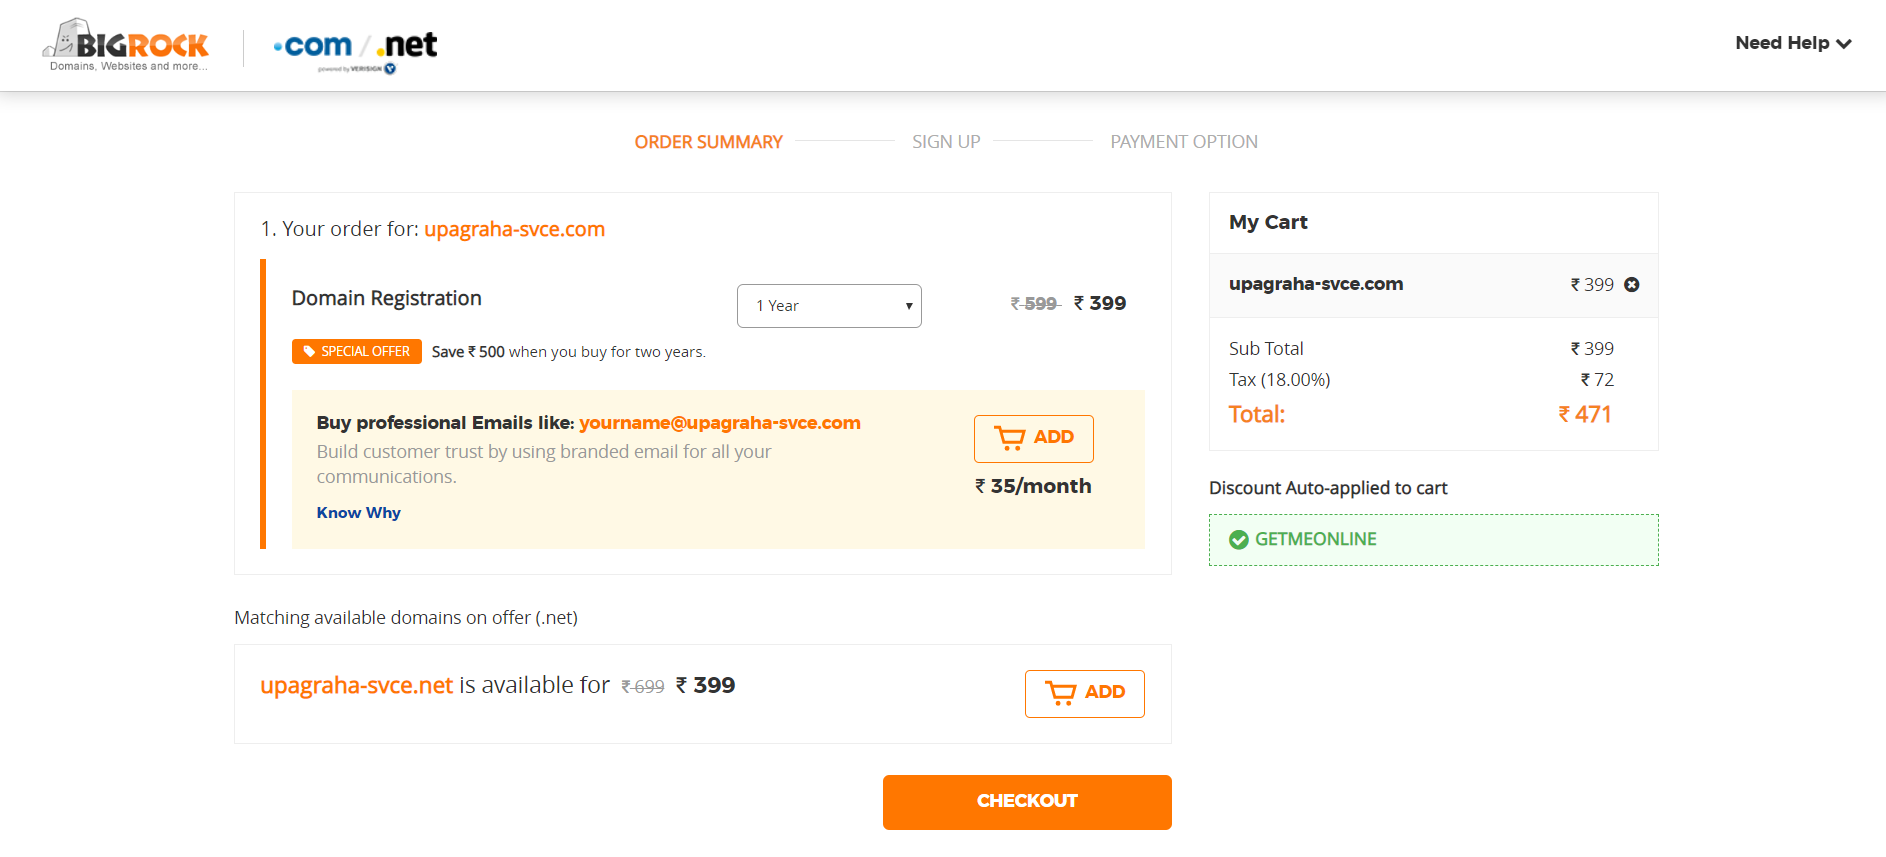 BIGROCK
Domains, Websites and more...
.com / .net
powered by VERISIGN
Need Help
ORDER SUMMARY SIGN UP PAYMENT OPTION
1. Your order for: upagraha-svce.com
Domain Registration 1 Year ₹ 599 ₹ 399
SPECIAL OFFER Save ₹ 500 when you buy for two years.
Buy professional Emails like: yourname@upagraha-svce.com
Build customer trust by using branded email for all your
communications.
Know Why
ADD
₹ 35/month
Matching available domains on offer (.net)
upagraha-svce.net is available for ₹ 699 ₹ 399
ADD
CHECKOUT
My Cart
upagraha-svce.com ₹ 399
Sub Total ₹ 399
Tax (18.00%) ₹ 72
Total: ₹ 471
Discount Auto-applied to cart
GETMEONLINE